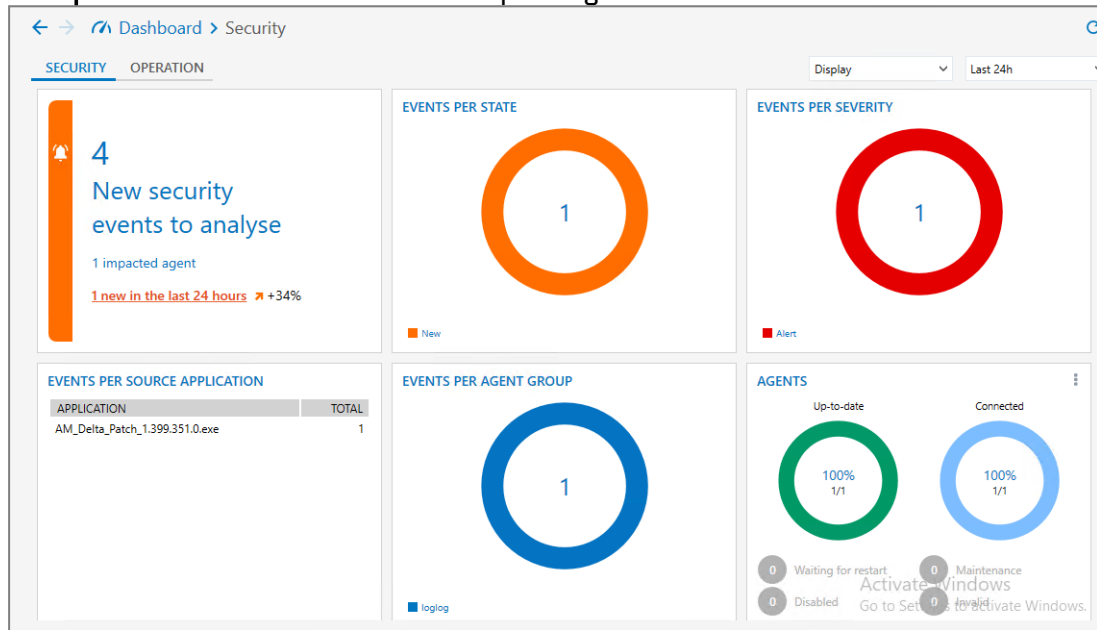 Dashboard > Security
SECURITY OPERATION
Display Last 24h
4
New security
events to analyse
1 impacted agent
1 new in the last 24 hours +34%
EVENTS PER STATE
1
New
EVENTS PER SEVERITY
1
Alert
EVENTS PER SOURCE APPLICATION
APPLICATION TOTAL
AM_Delta_Patch_1.399.351.0.exe 1
EVENTS PER AGENT GROUP
1
loglog
AGENTS
Up-to-date Connected
100% 100%
1/1 1/1
0 Waiting for restart 0 Maintenance
Activate Windows
0 Disabled 0 Invalid
Go to Settings to activate Windows.